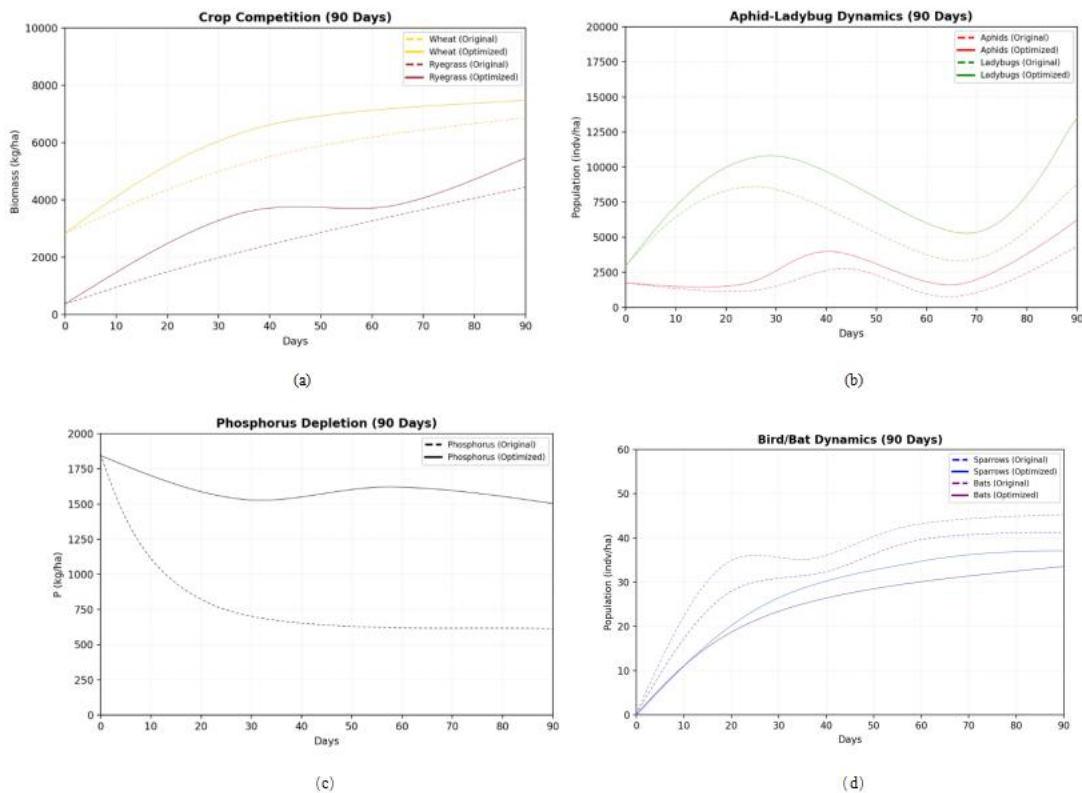 Crop Competition (90 Days)
10000
8000
6000
4000
2000
0
Biomass (kg/ha)
Wheat (Original)
Wheat (Optimized)
Ryegrass (Original)
Ryegrass (Optimized)
0 10 20 30 40 50 60 70 80 90
Days
(a)
Aphid-Ladybug Dynamics (90 Days)
20000
17500
15000
12500
10000
7500
5000
2500
0
Population (indv/ha)
Aphids (Original)
Aphids (Optimized)
Ladybugs (Original)
Ladybugs (Optimized)
0 10 20 30 40 50 60 70 80 90
Days
(b)
Phosphorus Depletion (90 Days)
2000
1750
1500
1250
1000
750
500
250
0
P (kg/ha)
Phosphorus (Original)
Phosphorus (Optimized)
0 10 20 30 40 50 60 70 80 90
Days
(c)
Bird/Bat Dynamics (90 Days)
60
50
40
30
20
10
0
Population (indv/ha)
Sparrows (Original)
Sparrows (Optimized)
Bats (Original)
Bats (Optimized)
0 10 20 30 40 50 60 70 80 90
Days
(d)